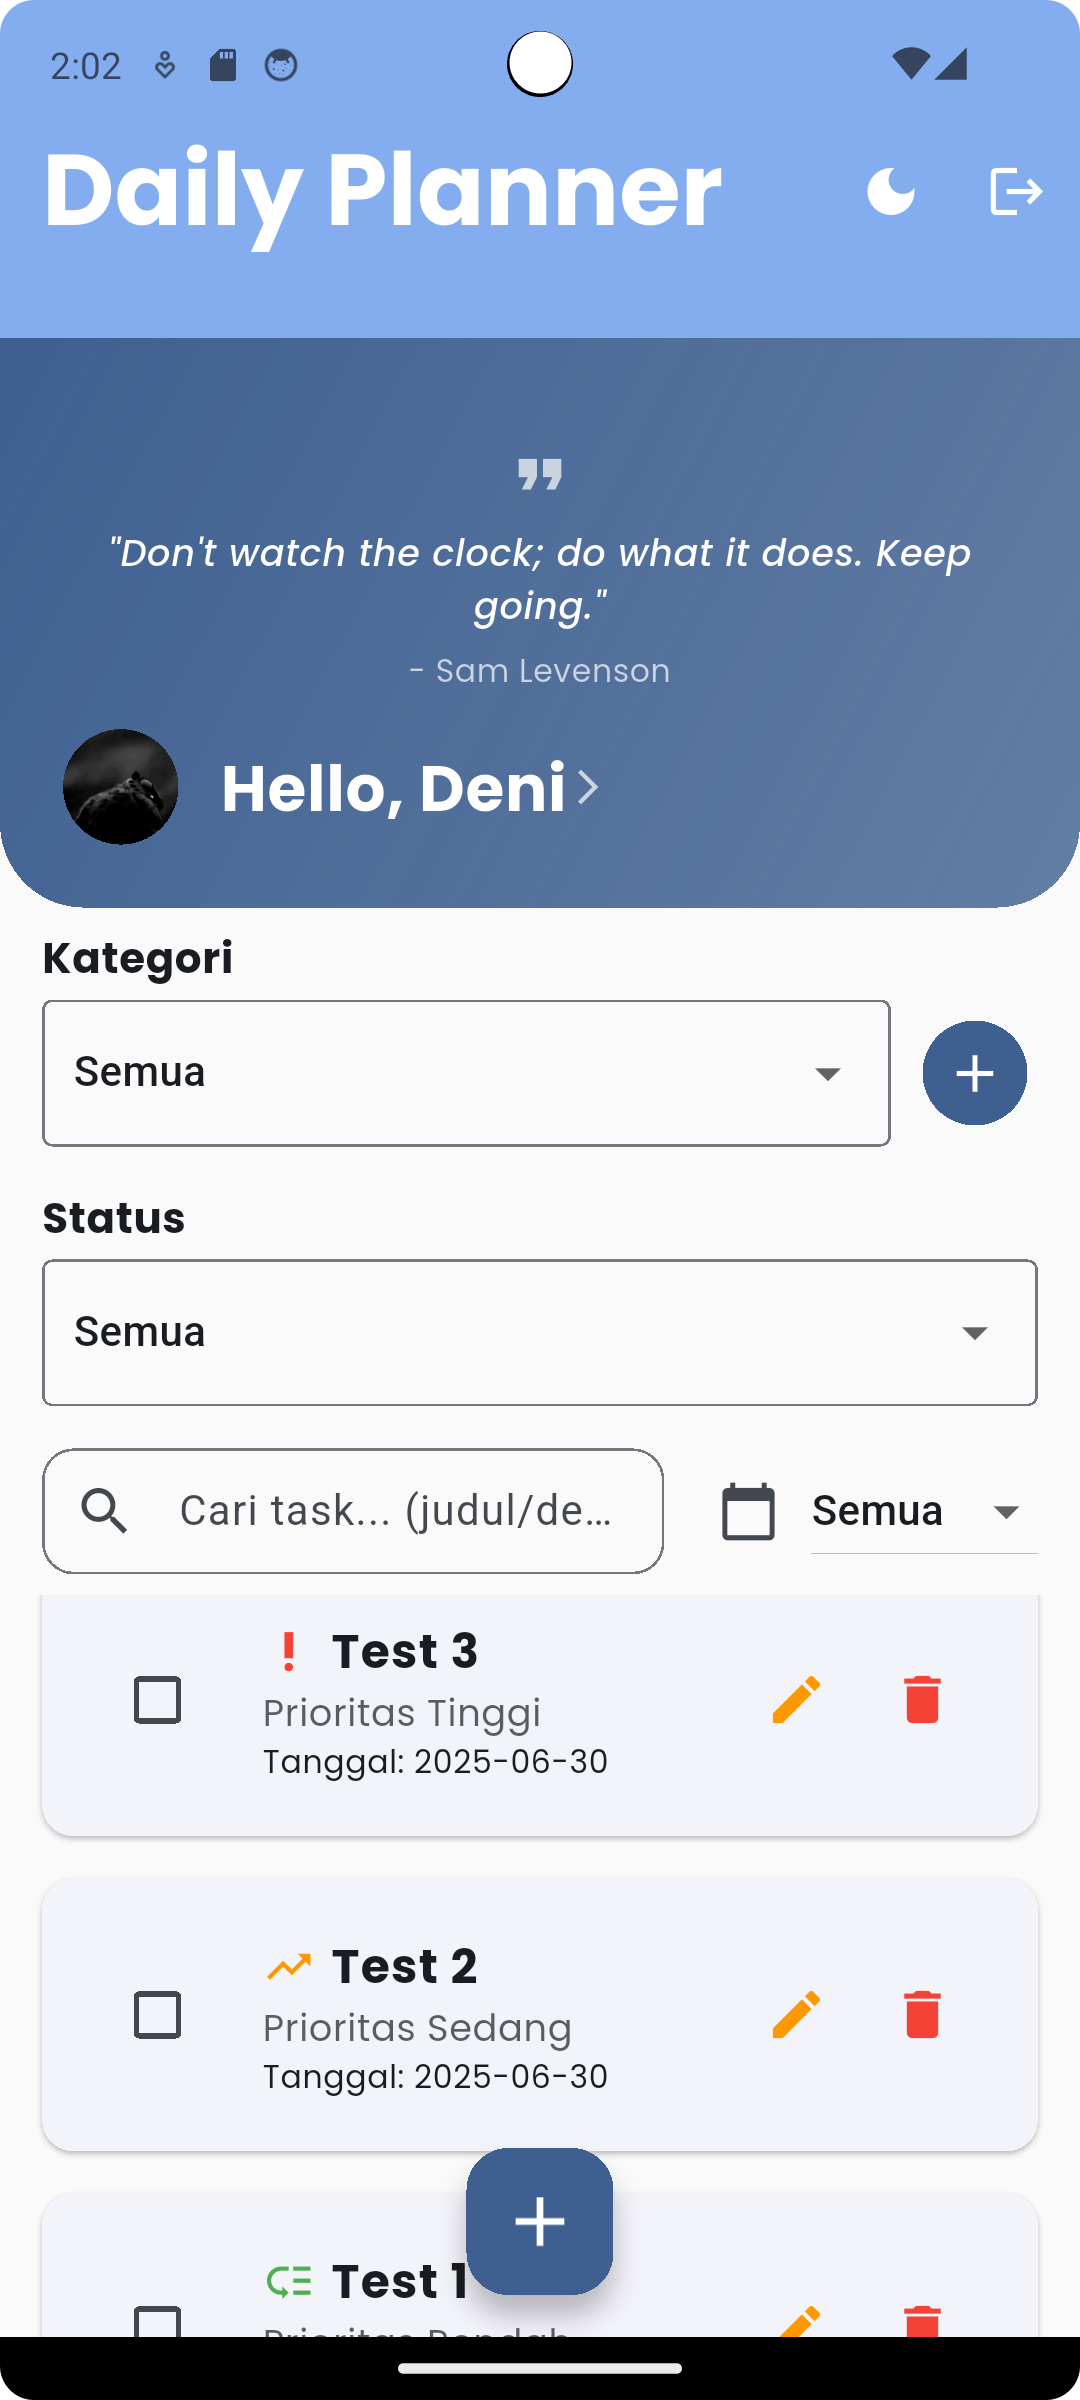 2:02
Daily Planner
"Don't watch the clock; do what it does. Keep
going."
- Sam Levenson
Hello, Deni
Kategori
Semua
Status
Semua
Cari task... (judul/de...
Semua
Test 3
Prioritas Tinggi
Tanggal: 2025-06-30
Test 2
Prioritas Sedang
Tanggal: 2025-06-30
Test 1
Prioritas Rendah